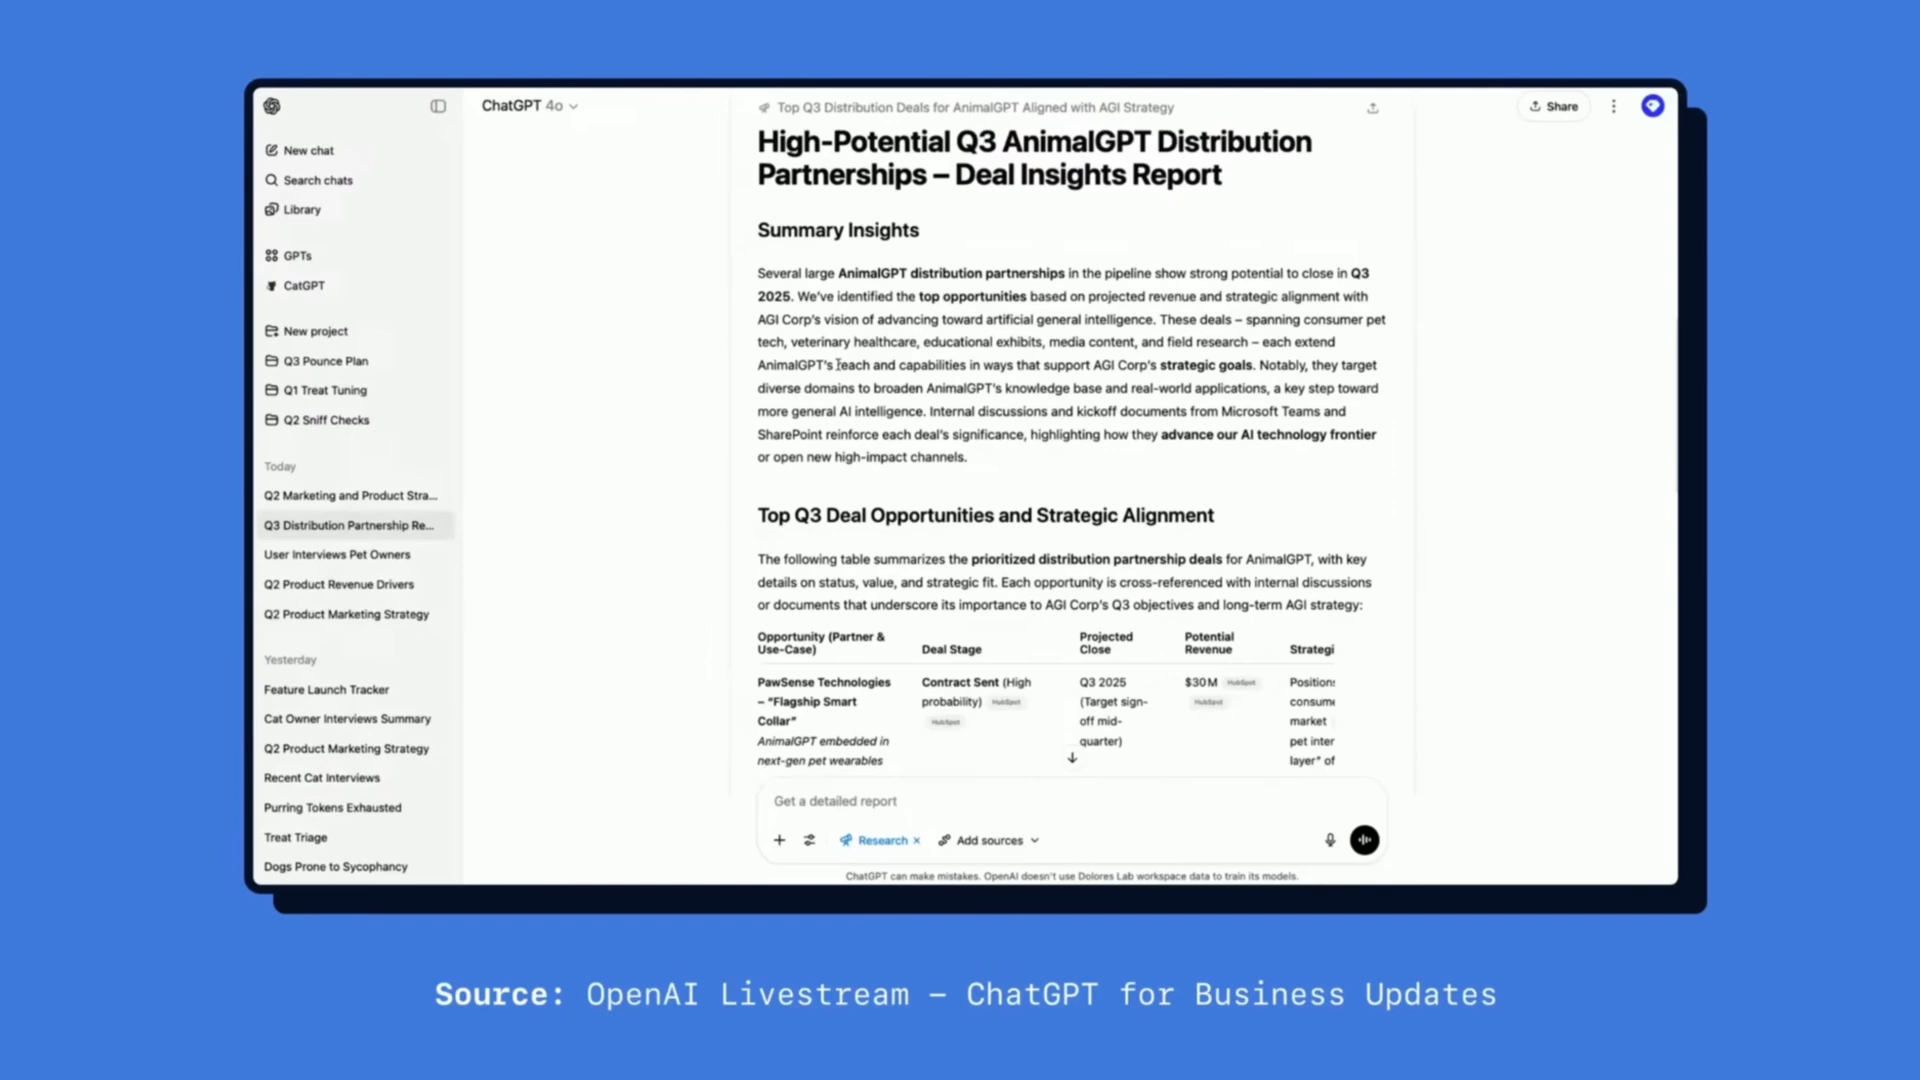 ChatGPT 4o
New chat
Search chats
Library
GPTs
CatGPT
New project
Q3 Pounce Plan
Q1 Treat Tuning
Q2 Sniff Checks
Today
Q2 Marketing and Product Stra...
Q3 Distribution Partnership Re...
User Interviews Pet Owners
Q2 Product Revenue Drivers
Q2 Product Marketing Strategy
Yesterday
Feature Launch Tracker
Cat Owner Interviews Summary
Q2 Product Marketing Strategy
Recent Cat Interviews
Purring Tokens Exhausted
Treat Triage
Dogs Prone to Sycophancy
Top Q3 Distribution Deals for AnimalGPT Aligned with AGI Strategy
Share
High-Potential Q3 AnimalGPT Distribution
Partnerships – Deal Insights Report
Summary Insights
Several large AnimalGPT distribution partnerships in the pipeline show strong potential to close in Q3
2025. We've identified the top opportunities based on projected revenue and strategic alignment with
AGI Corp's vision of advancing toward artificial general intelligence. These deals – spanning consumer pet
tech, veterinary healthcare, educational exhibits, media content, and field research – each extend
AnimalGPT's reach and capabilities in ways that support AGI Corp's strategic goals. Notably, they target
diverse domains to broaden AnimalGPT's knowledge base and real-world applications, a key step toward
more general AI intelligence. Internal discussions and kickoff documents from Microsoft Teams and
SharePoint reinforce each deal's significance, highlighting how they advance our AI technology frontier
or open new high-impact channels.
Top Q3 Deal Opportunities and Strategic Alignment
The following table summarizes the prioritized distribution partnership deals for AnimalGPT, with key
details on status, value, and strategic fit. Each opportunity is cross-referenced with internal discussions
or documents that underscore its importance to AGI Corp's Q3 objectives and long-term AGI strategy:
Opportunity (Partner &
Use-Case)
Deal Stage
Projected
Close
Potential
Revenue
Strategi
PawSense Technologies
– "Flagship Smart
Collar"
AnimalGPT embedded in
next-gen pet wearables
Contract Sent (High
probability) HubSpot
HubSpot
Q3 2025
(Target sign-
off mid-
quarter)
$30M HubSpot
HubSpot
Positions
consume
market
pet inter
layer" of
Get a detailed report
Research ×
Add sources
ChatGPT can make mistakes. OpenAI doesn't use Dolores Lab workspace data to train its models.
Source: OpenAI Livestream – ChatGPT for Business Updates